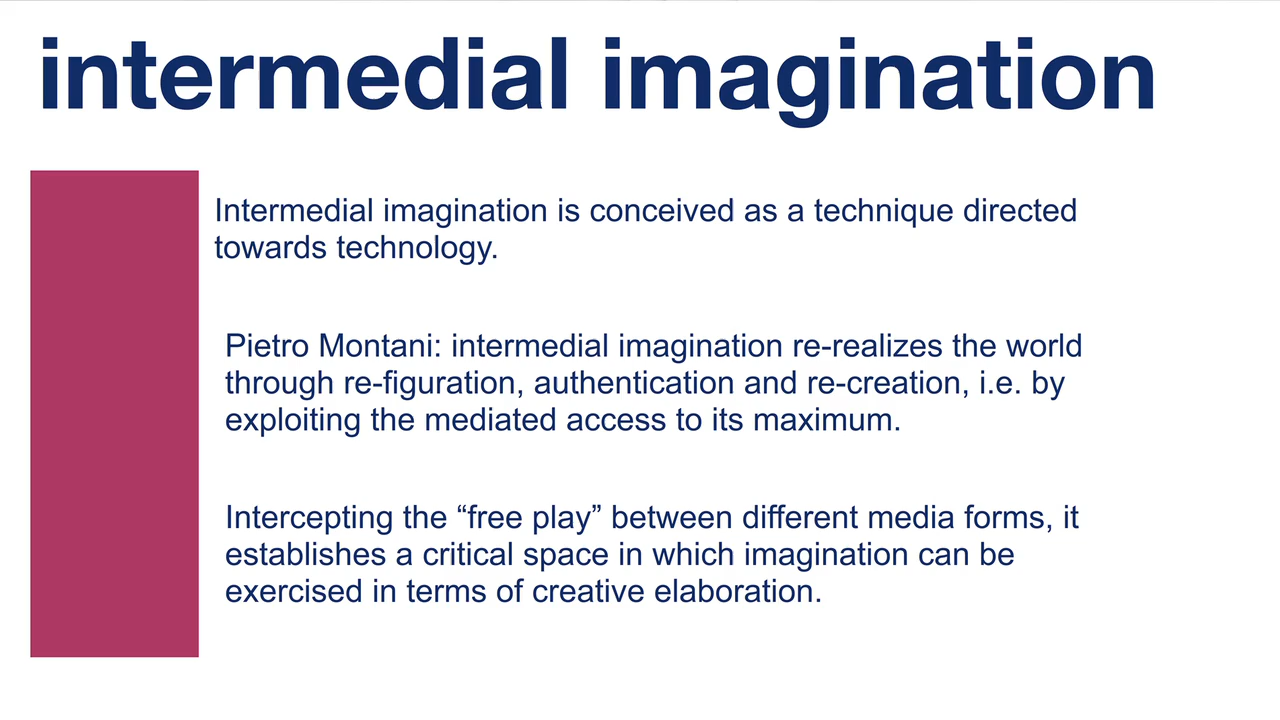 intermedial imagination
Intermedial imagination is conceived as a technique directed
towards technology.
Pietro Montani: intermedial imagination re-realizes the world
through re-figuration, authentication and re-creation, i.e. by
exploiting the mediated access to its maximum.
Intercepting the “free play” between different media forms, it
establishes a critical space in which imagination can be
exercised in terms of creative elaboration.